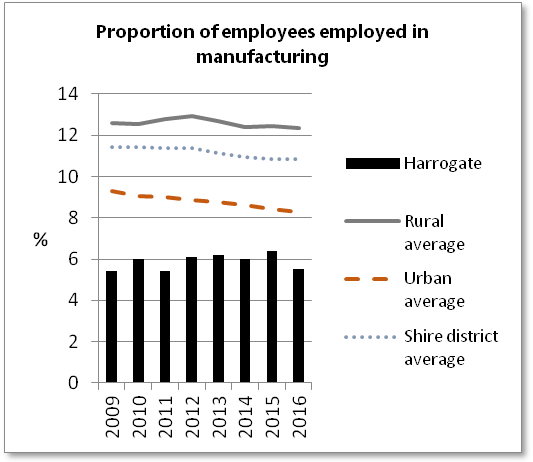 Proportion of employees employed in
manufacturing
14
12
10
8
6
4
2
0
%
2009
2010
2011
2012
2013
2014
2015
2016
Harrogate
Rural
average
Urban
average
Shire district
average